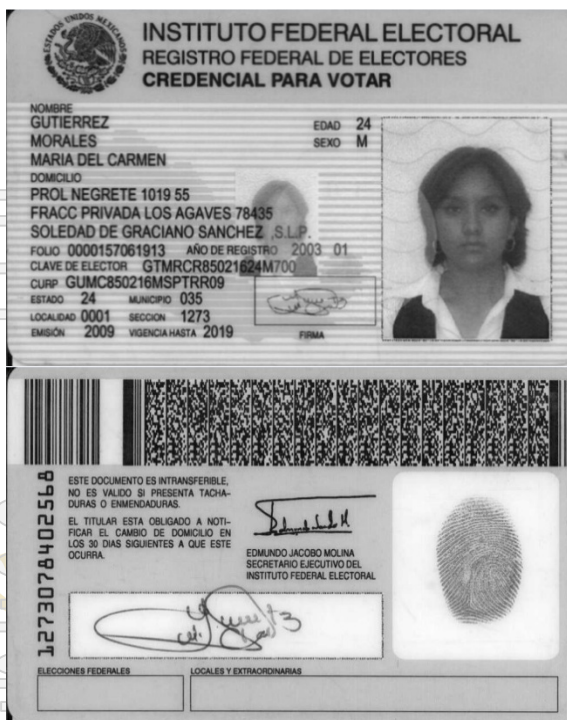 ESTADOS UNIDOS MEXICANOS
INSTITUTO FEDERAL ELECTORAL
REGISTRO FEDERAL DE ELECTORES
CREDENCIAL PARA VOTAR
NOMBRE
GUTIERREZ
MORALES
MARIA DEL CARMEN
EDAD 24
SEXO M
DOMICILIO
PROL NEGRETE 1019 55
FRACC PRIVADA LOS AGAVES 78435
SOLEDAD DE GRACIANO SANCHEZ ,S.L.P.
FOLIO 0000157061913 AÑO DE REGISTRO 2003 01
CLAVE DE ELECTOR GTMRCR85021624M700
CURP GUMC850216MSPTRR09
ESTADO 24 MUNICIPIO 035
LOCALIDAD 0001 SECCION 1273
EMISIÓN 2009 VIGENCIA HASTA 2019
FIRMA
1273078402568
ESTE DOCUMENTO ES INTRANSFERIBLE,
NO ES VALIDO SI PRESENTA TACHA-
DURAS O ENMENDADURAS.
EL TITULAR ESTA OBLIGADO A NOTI-
FICAR EL CAMBIO DE DOMICILIO EN
LOS 30 DIAS SIGUIENTES A QUE ESTE
OCURRA.
EDMUNDO JACOBO MOLINA
SECRETARIO EJECUTIVO DEL
INSTITUTO FEDERAL ELECTORAL
ELECCIONES FEDERALES
LOCALES Y EXTRAORDINARIAS